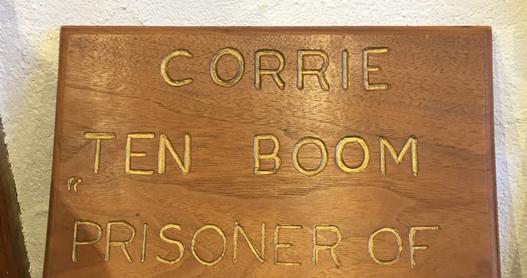 CORRIE
TEN BOOM
"PRISONER OF